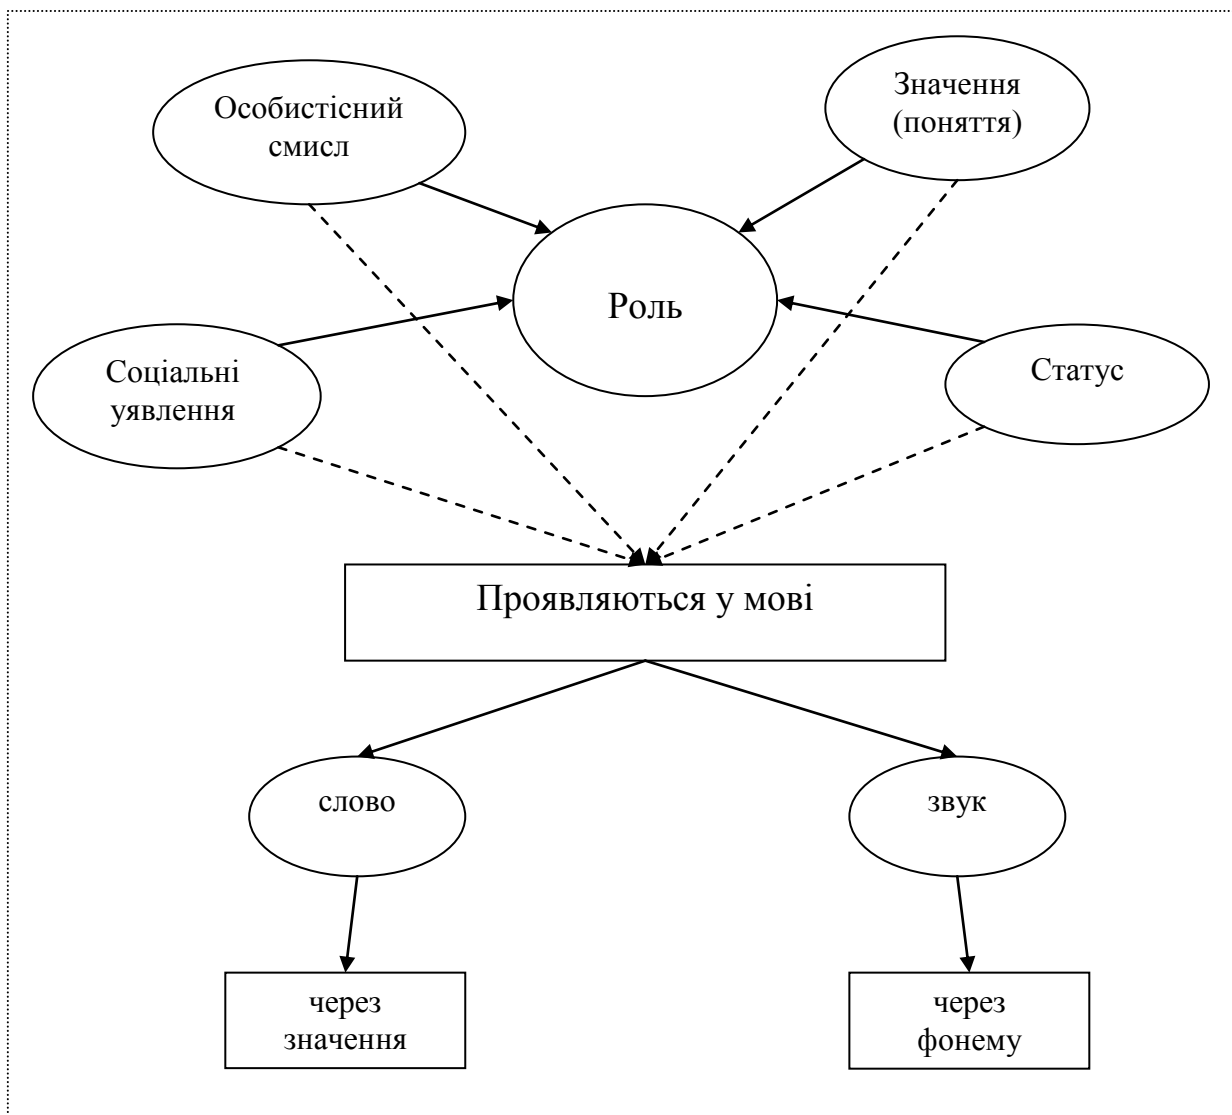 Особистісний
смисл
Значення
(поняття)
Роль
Соціальні
уявлення
Статус
Проявляються у мові
слово
звук
через
значення
через
фонему